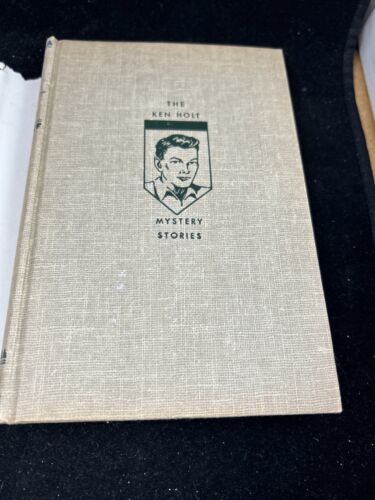 THE
KEN HOLT
MYSTERY
STORIES